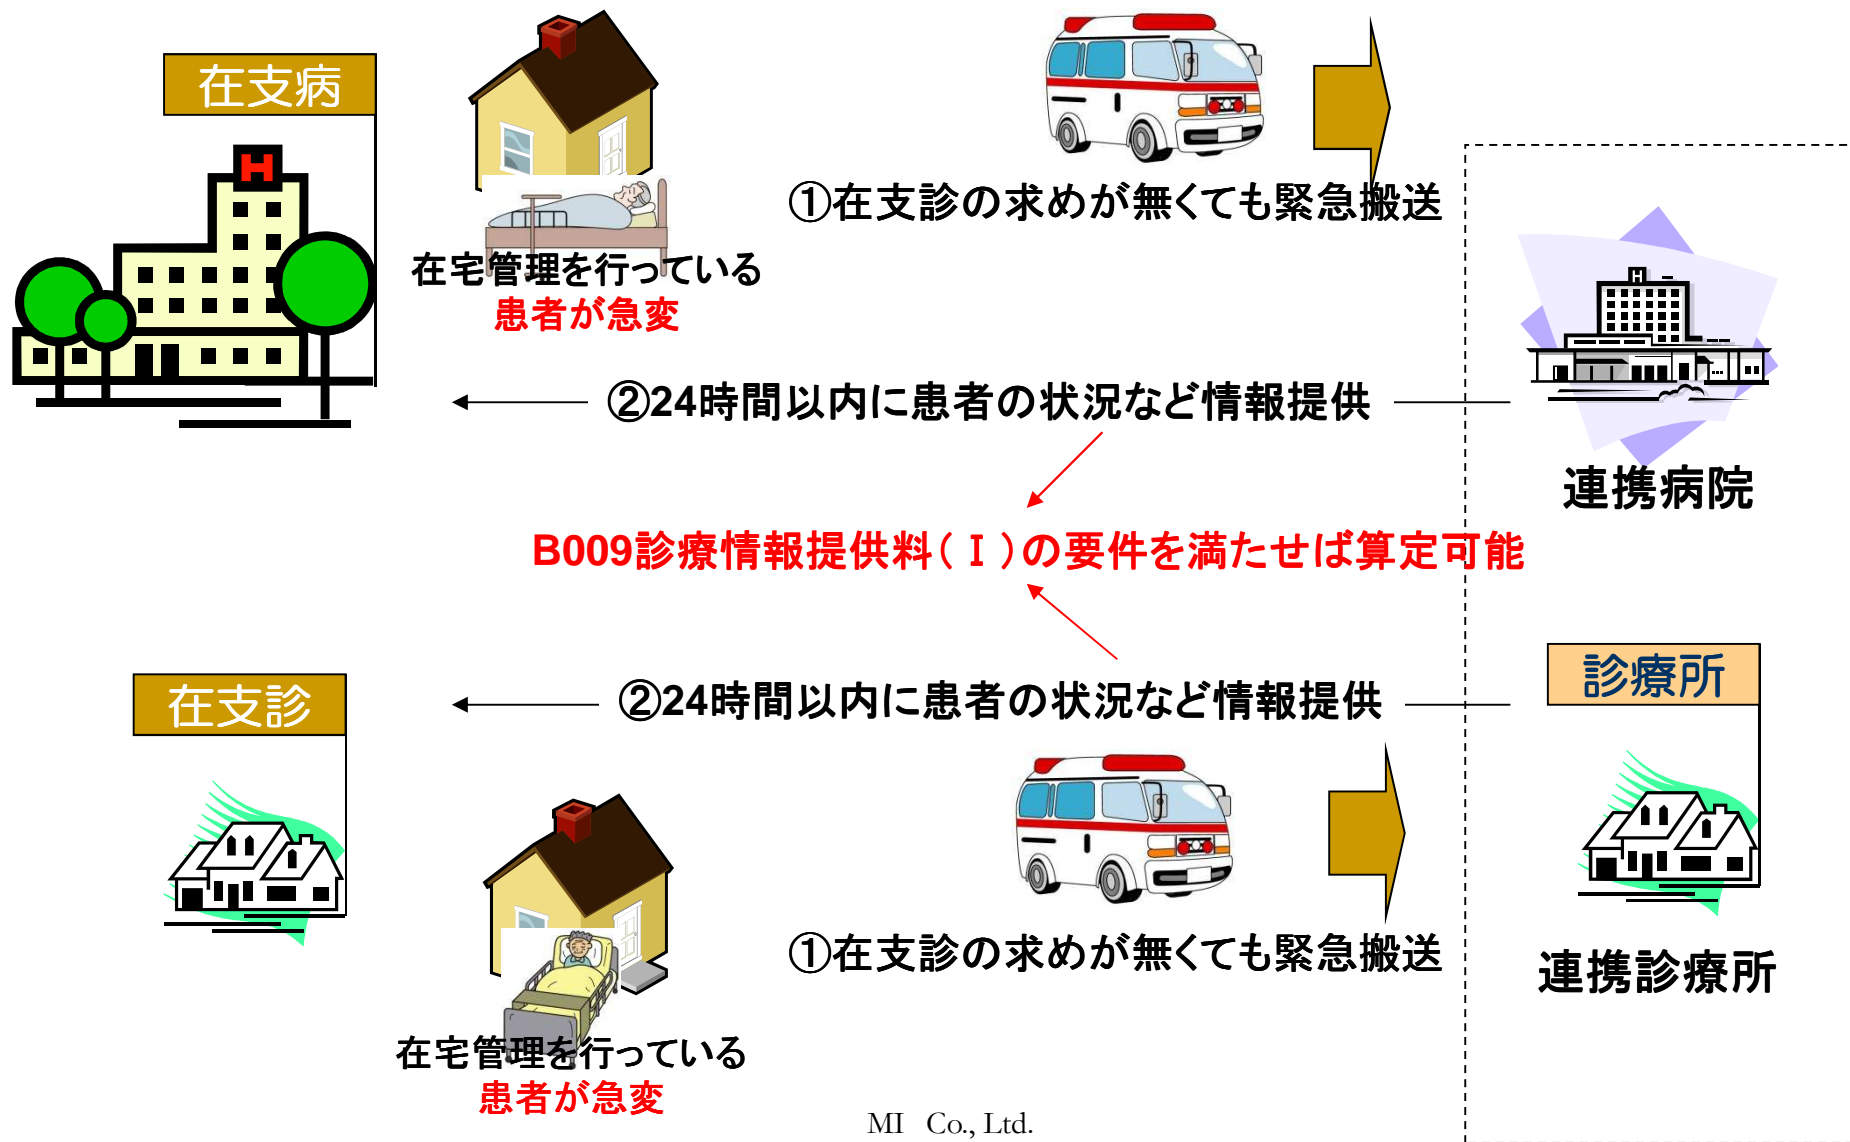 在支病
H
①在支診の求めが無くても緊急搬送
在宅管理を行っている
患者が急変
②24時間以内に患者の状況など情報提供
H
連携病院
B009診療情報提供料(Ⅰ)の要件を満たせば算定可能
在支診
②24時間以内に患者の状況など情報提供
診療所
①在支診の求めが無くても緊急搬送
連携診療所
在宅管理を行っている
患者が急変
MI Co., Ltd.